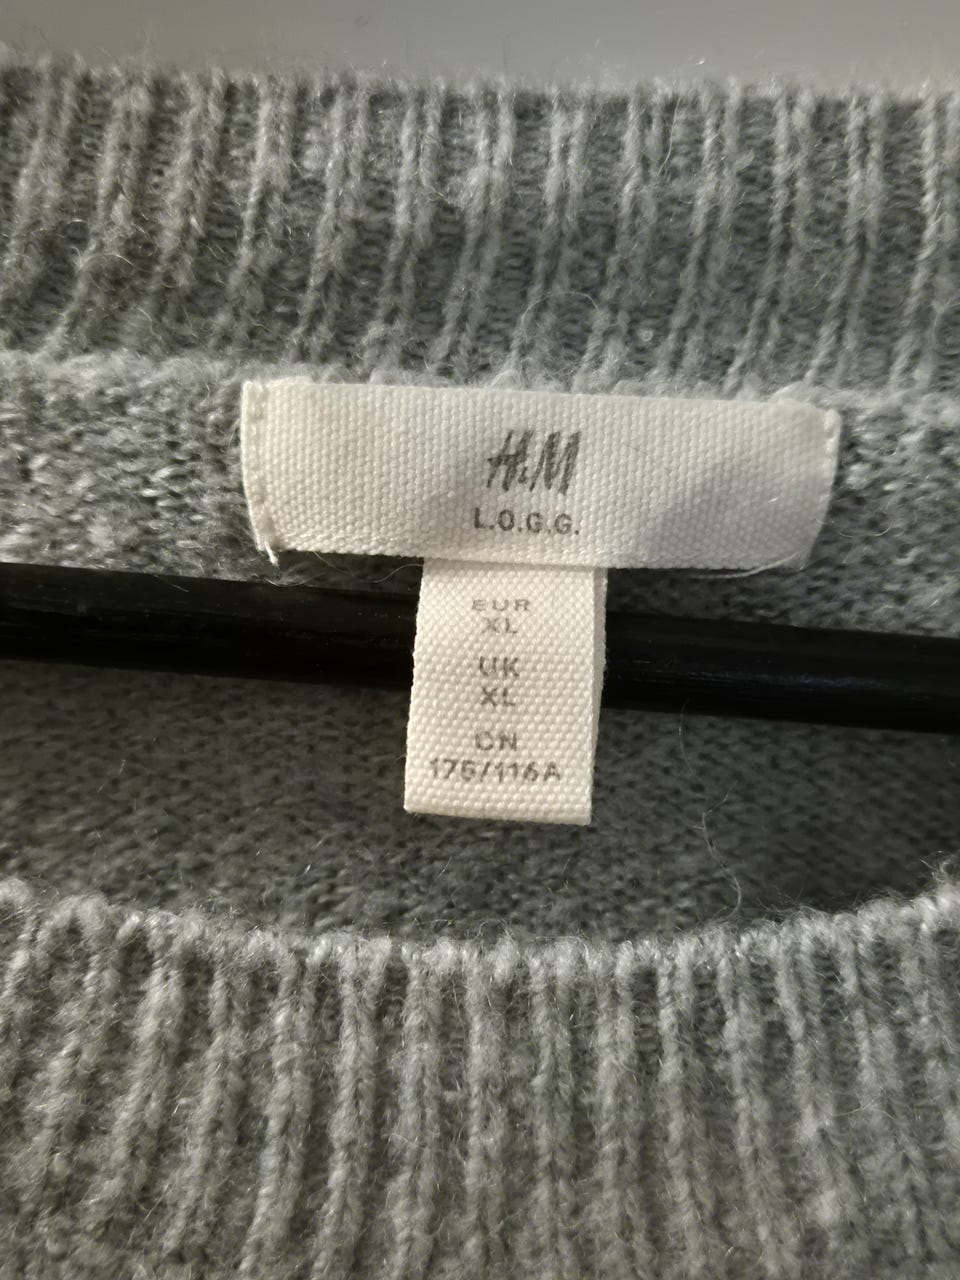 H&M
L.O.G.G.
EUR
XL
UK
XL
CN
175/116A